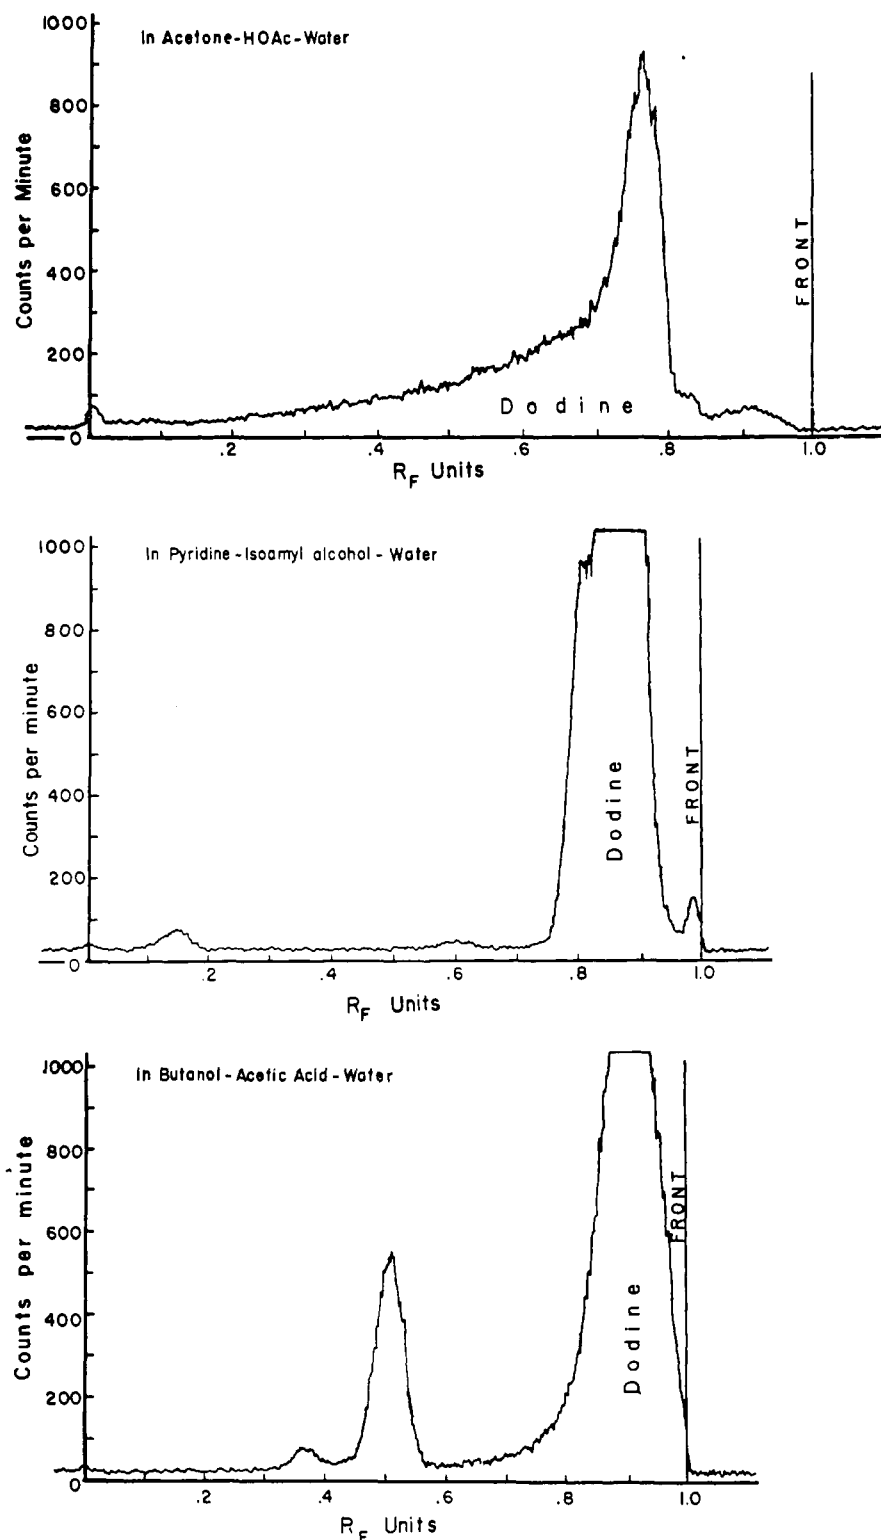 1000
In Acetone-HOAc-Water
800
600
400
200
0
Counts per Minute
FRONT
Dodine
.2
.4
.6
.8
1.0
RF Units
1000
In Pyridine-Isoamyl alcohol-Water
800
600
400
200
0
Counts per minute
Dodine
FRONT
.2
.4
.6
.8
1.0
RF Units
1000
In Butanol-Acetic Acid-Water
800
600
400
200
0
Counts per minute
Dodine
FRONT
.2
.4
.6
.8
1.0
RF Units